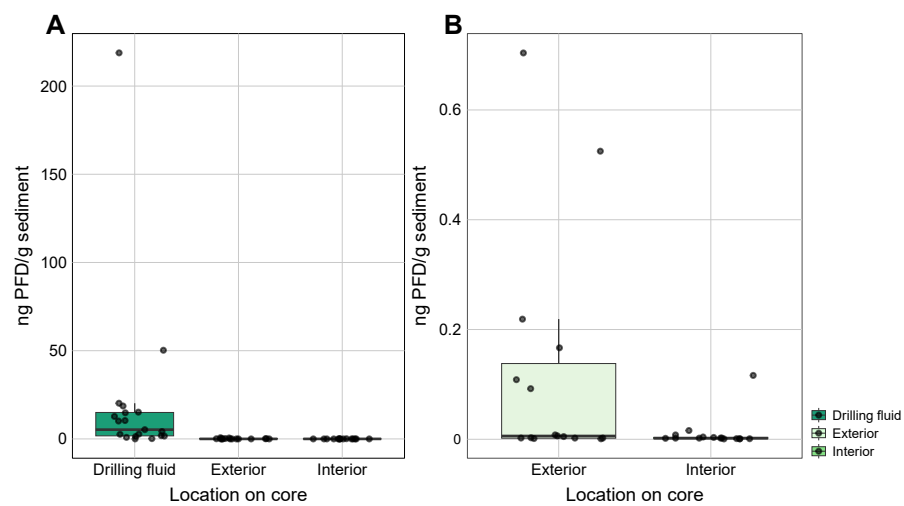 A
ng PFD/g sediment
200
150
100
50
0
Drilling fluid Exterior Interior
Location on core
B
ng PFD/g sediment
0.6
0.4
0.2
0
Exterior Interior
Location on core
Drilling fluid
Exterior
Interior